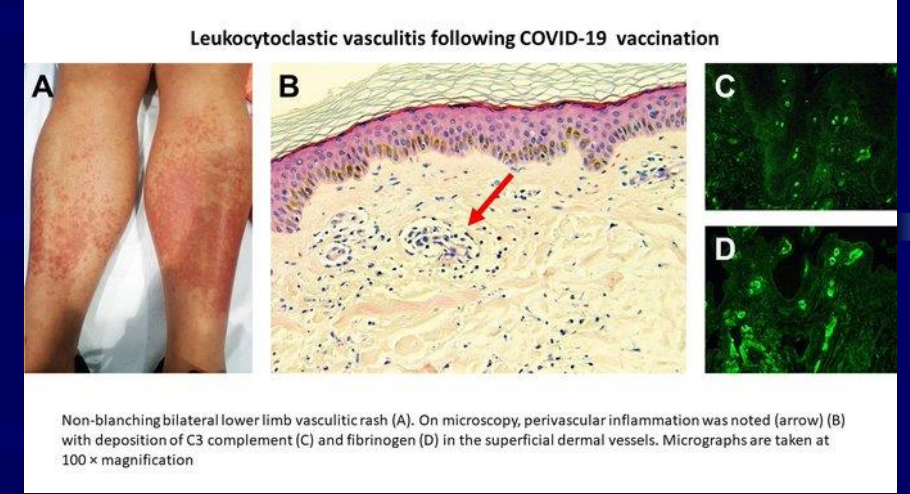 Leukocytoclastic vasculitis following COVID-19 vaccination
A
B
C
D
Non-blanching bilateral lower limb vasculitic rash (A). On microscopy, perivascular inflammation was noted (arrow) (B)
with deposition of C3 complement (C) and fibrinogen (D) in the superficial dermal vessels. Micrographs are taken at
100 × magnification